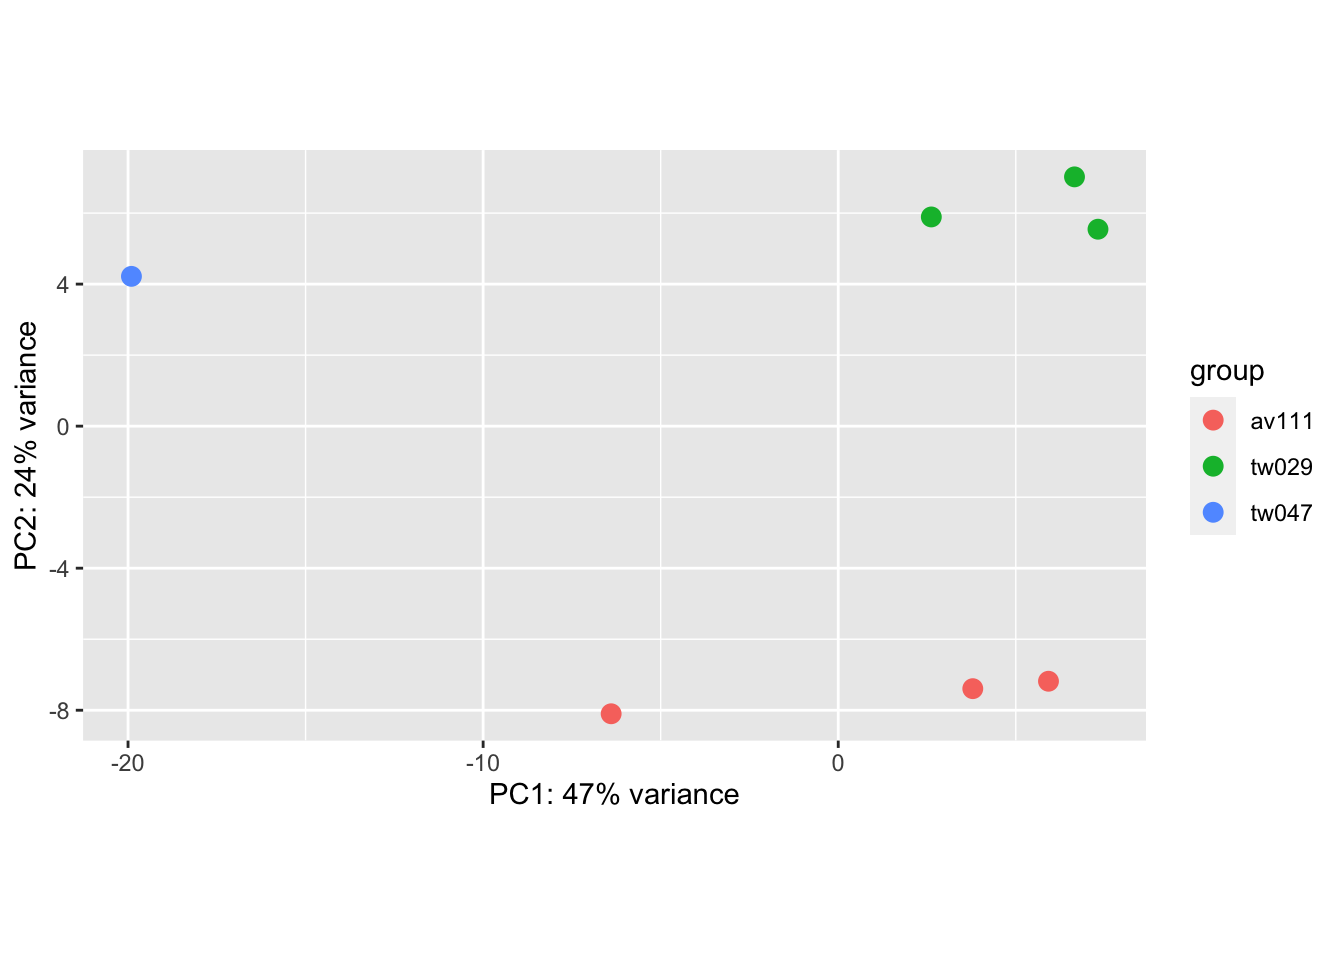 PC2: 24% variance
4
0
-4
-8
-20
-10
0
PC1: 47% variance
group
av111
tw029
tw047